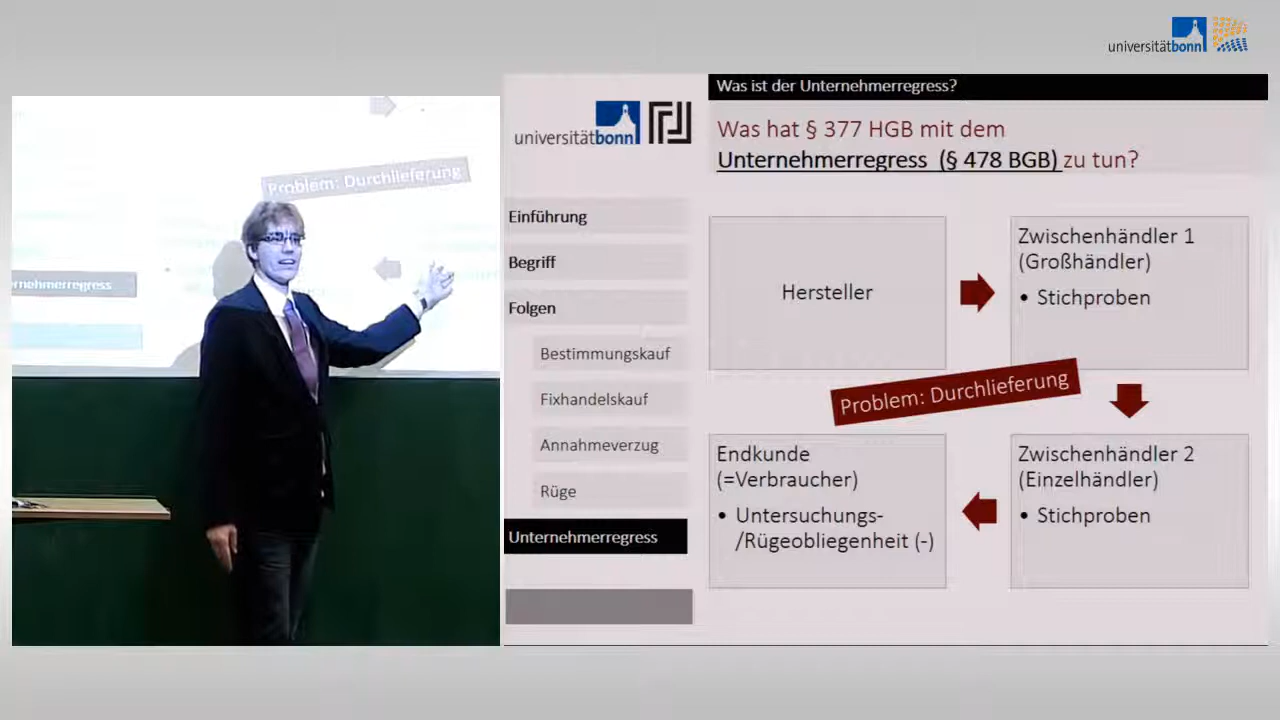 universitätbonn
Problem: Durchlieferung
nehmerregress
universitätbonn
Was ist der Unternehmerregress?
Was hat § 377 HGB mit dem
Unternehmerregress (§ 478 BGB) zu tun?
Einführung
Begriff
Folgen
Bestimmungskauf
Fixhandelskauf
Annahmeverzug
Rüge
Unternehmerregress
Hersteller
Zwischenhändler 1
(Großhändler)
• Stichproben
Problem: Durchlieferung
Endkunde
(=Verbraucher)
• Untersuchungs-
/Rügeobliegenheit (-)
Zwischenhändler 2
(Einzelhändler)
• Stichproben